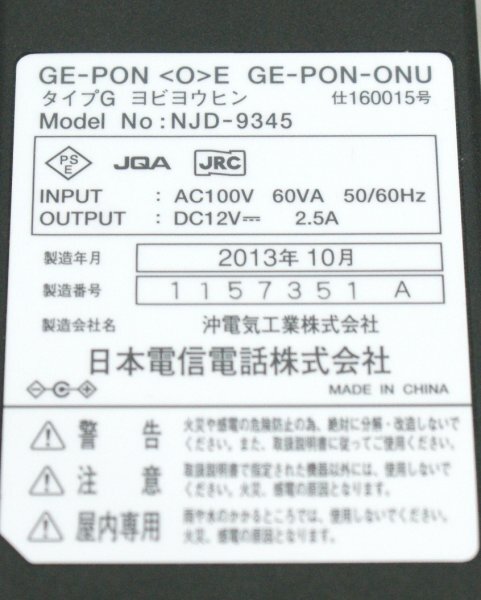 GE-PON <O>E GE-PON-ONU
タイプG ヨビヨウヒン 仕160015号
Model No:NJD-9345
PSE JQA JRC
INPUT : AC100V 60VA 50/60Hz
OUTPUT : DC12V⎓ 2.5A
製造年月 2013年10月
製造番号 1157351 A
製造会社名 沖電気工業株式会社
日本電信電話株式会社
MADE IN CHINA
警告 火災や感電の危険防止の為、絶対に分解・改造しないで
ください。また、取扱説明書に従ってご使用ください。
注意 取扱説明書で指定された機器以外には、使用しないで
ください。火災、感電の原因となります。
屋内専用 雨や水のかかるところでは、使用しないでください。
火災、感電の原因となります。